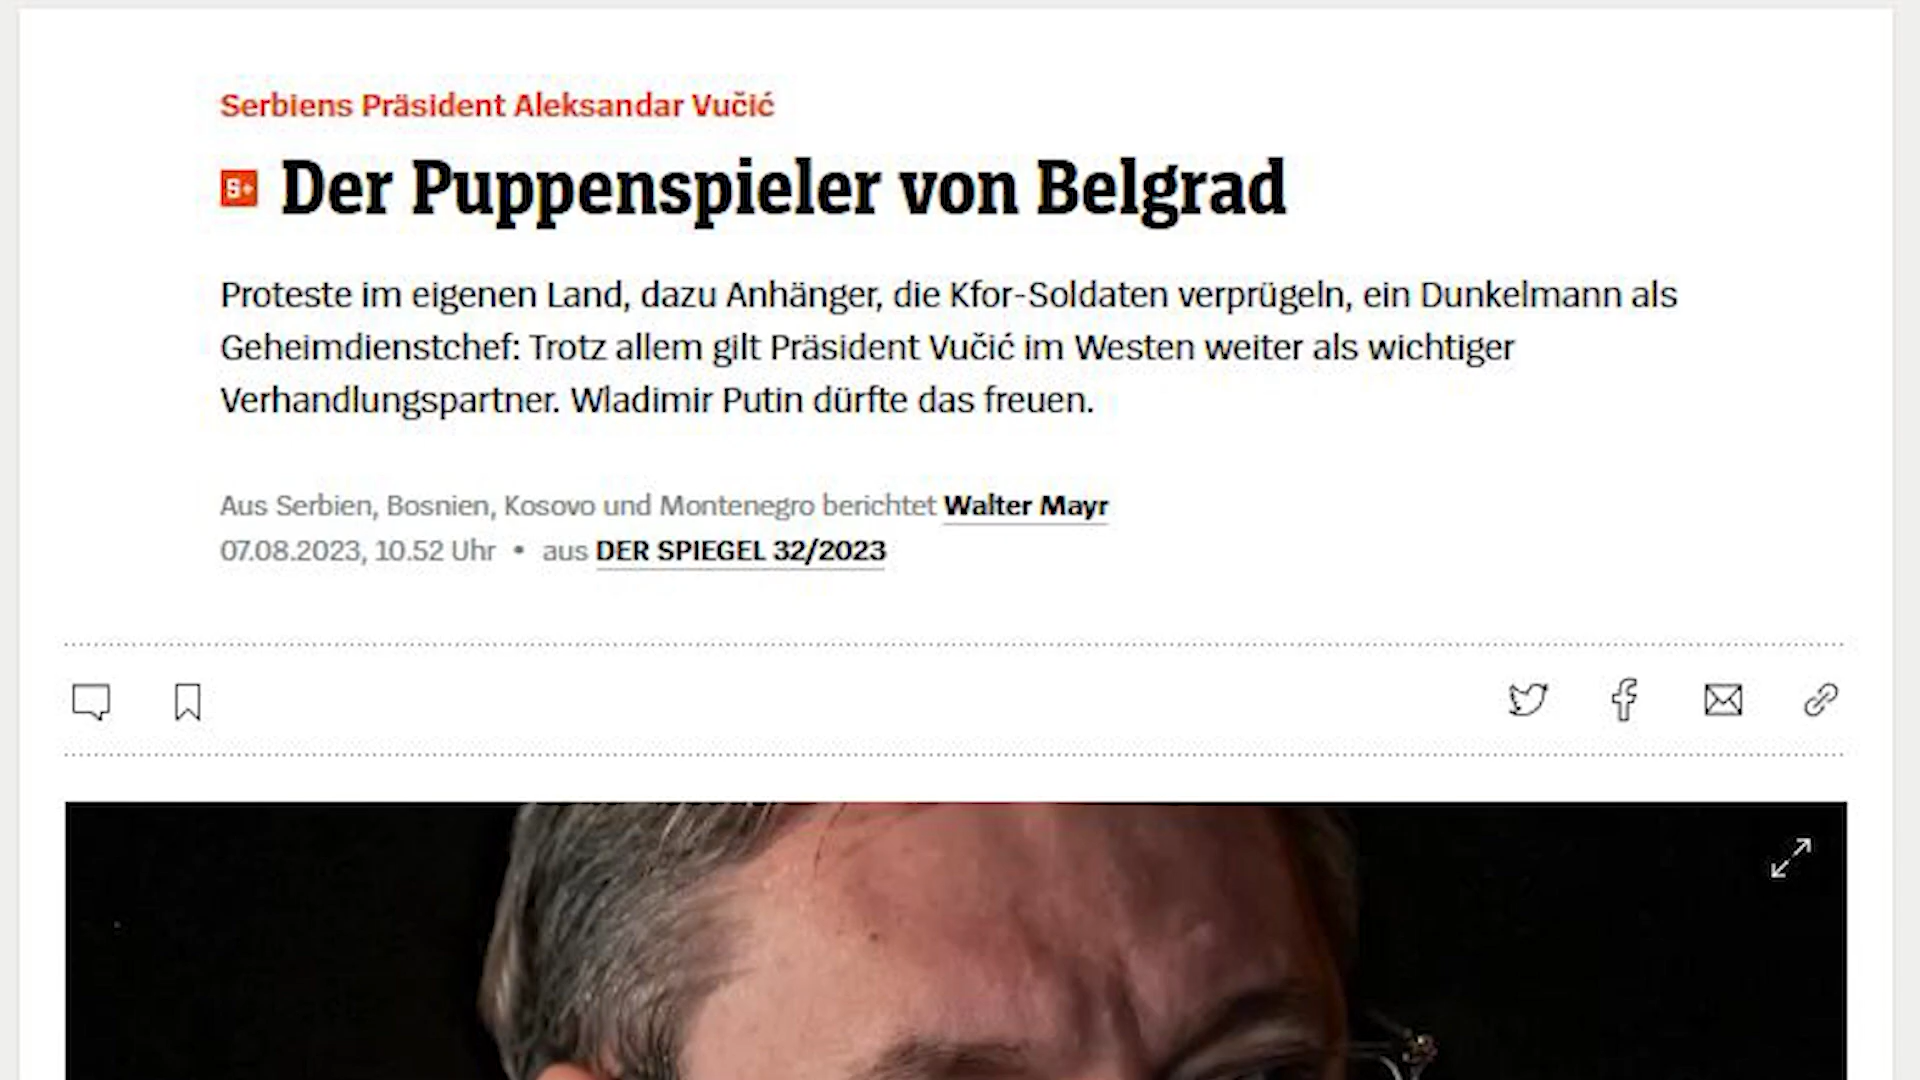 Serbiens Präsident Aleksandar Vučić
S+ Der Puppenspieler von Belgrad
Proteste im eigenen Land, dazu Anhänger, die Kfor-Soldaten verprügeln, ein Dunkelmann als
Geheimdienstchef: Trotz allem gilt Präsident Vučić im Westen weiter als wichtiger
Verhandlungspartner. Wladimir Putin dürfte das freuen.
Aus Serbien, Bosnien, Kosovo und Montenegro berichtet Walter Mayr
07.08.2023, 10.52 Uhr • aus DER SPIEGEL 32/2023